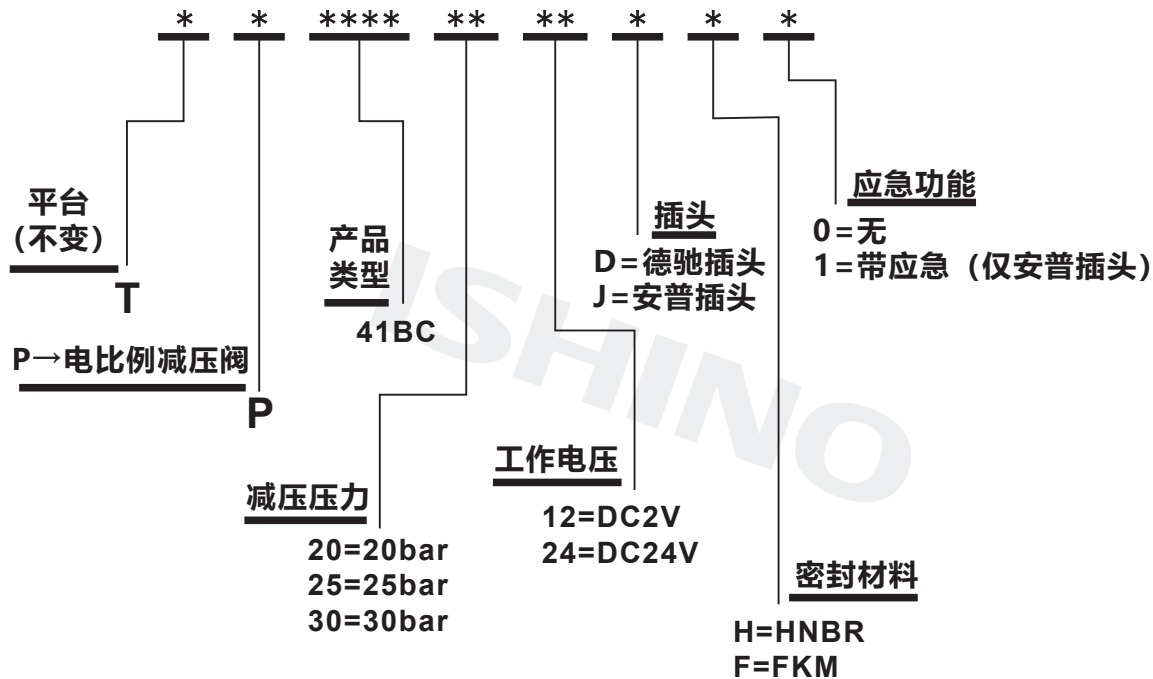 * * **** ** ** * * *
平台
(不变)
T
P→电比例减压阀
P
产品
类型
41BC
减压压力
20=20bar
25=25bar
30=30bar
工作电压
12=DC2V
24=DC24V
插头
D=德驰插头
J=安普插头
密封材料
H=HNBR
F=FKM
应急功能
0=无
1=带应急（仅安普插头）
ISHINO